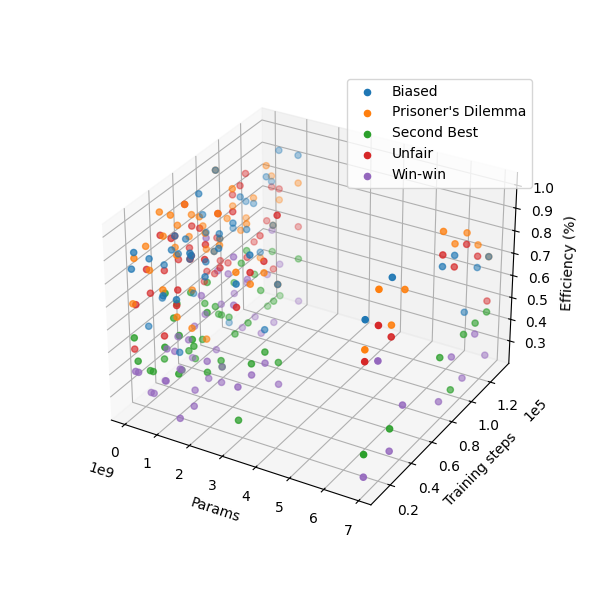 Biased
Prisoner's Dilemma
Second Best
Unfair
Win-win
1.0
0.9
0.8
0.7
0.6
0.5
0.4
0.3
Efficiency (%)
1e5
1.2
1.0
0.8
0.6
0.4
0.2
Training steps
0
1
2
3
4
5
6
7
1e9
Params